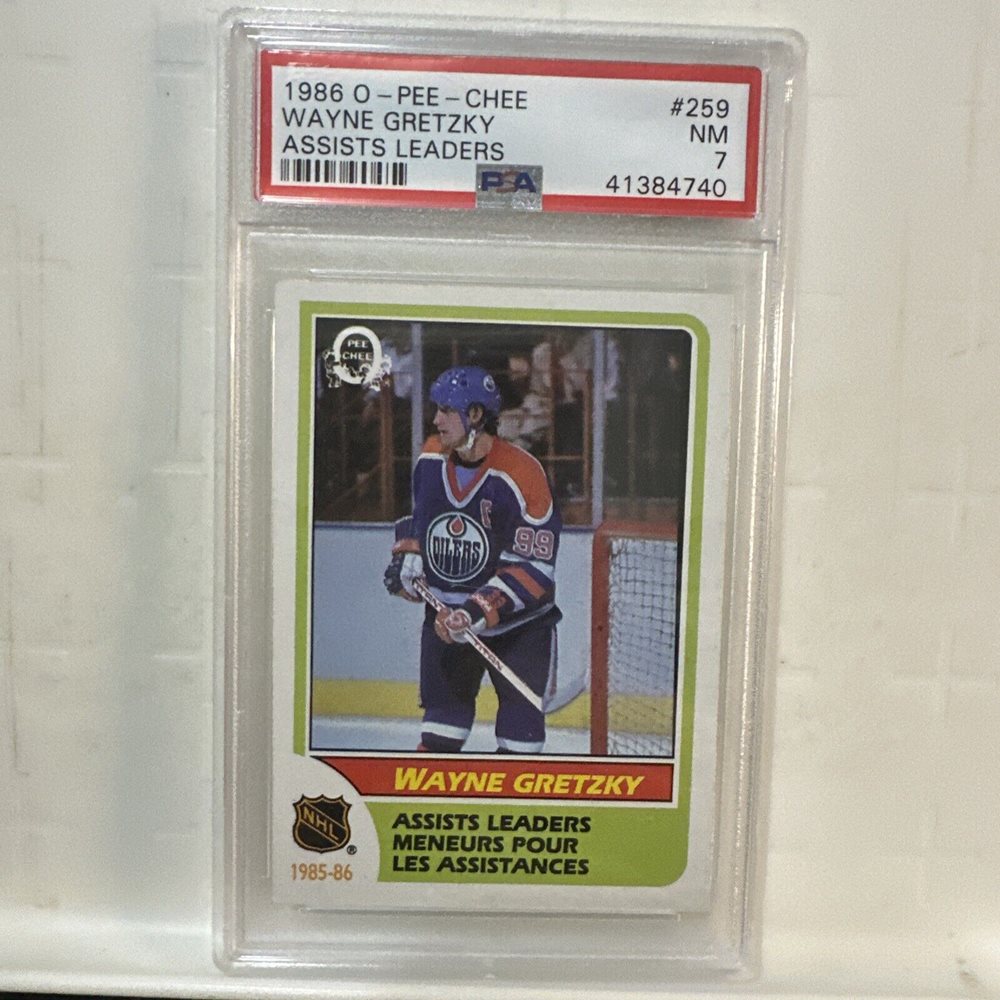 1986 O-PEE-CHEE #259
WAYNE GRETZKY NM
ASSISTS LEADERS 7
PSA 41384740
O
PEE
CHEE
C
OILERS
99
TITAN
WAYNE GRETZKY
NHL
®
ASSISTS LEADERS
MENEURS POUR
LES ASSISTANCES
1985-86